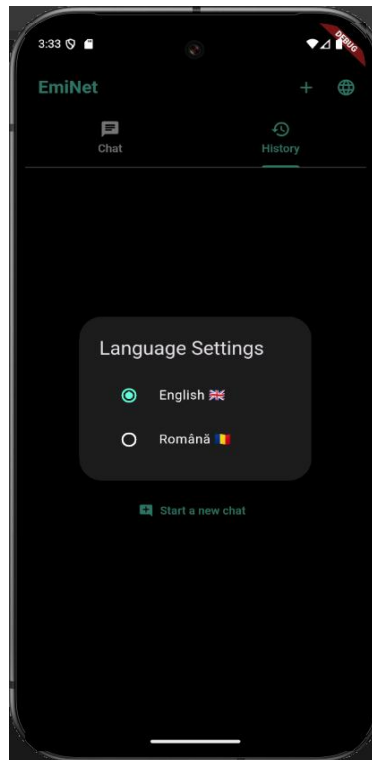 3:33
DEBUG
EmiNet
Chat
History
Language Settings
English
Română
Start a new chat